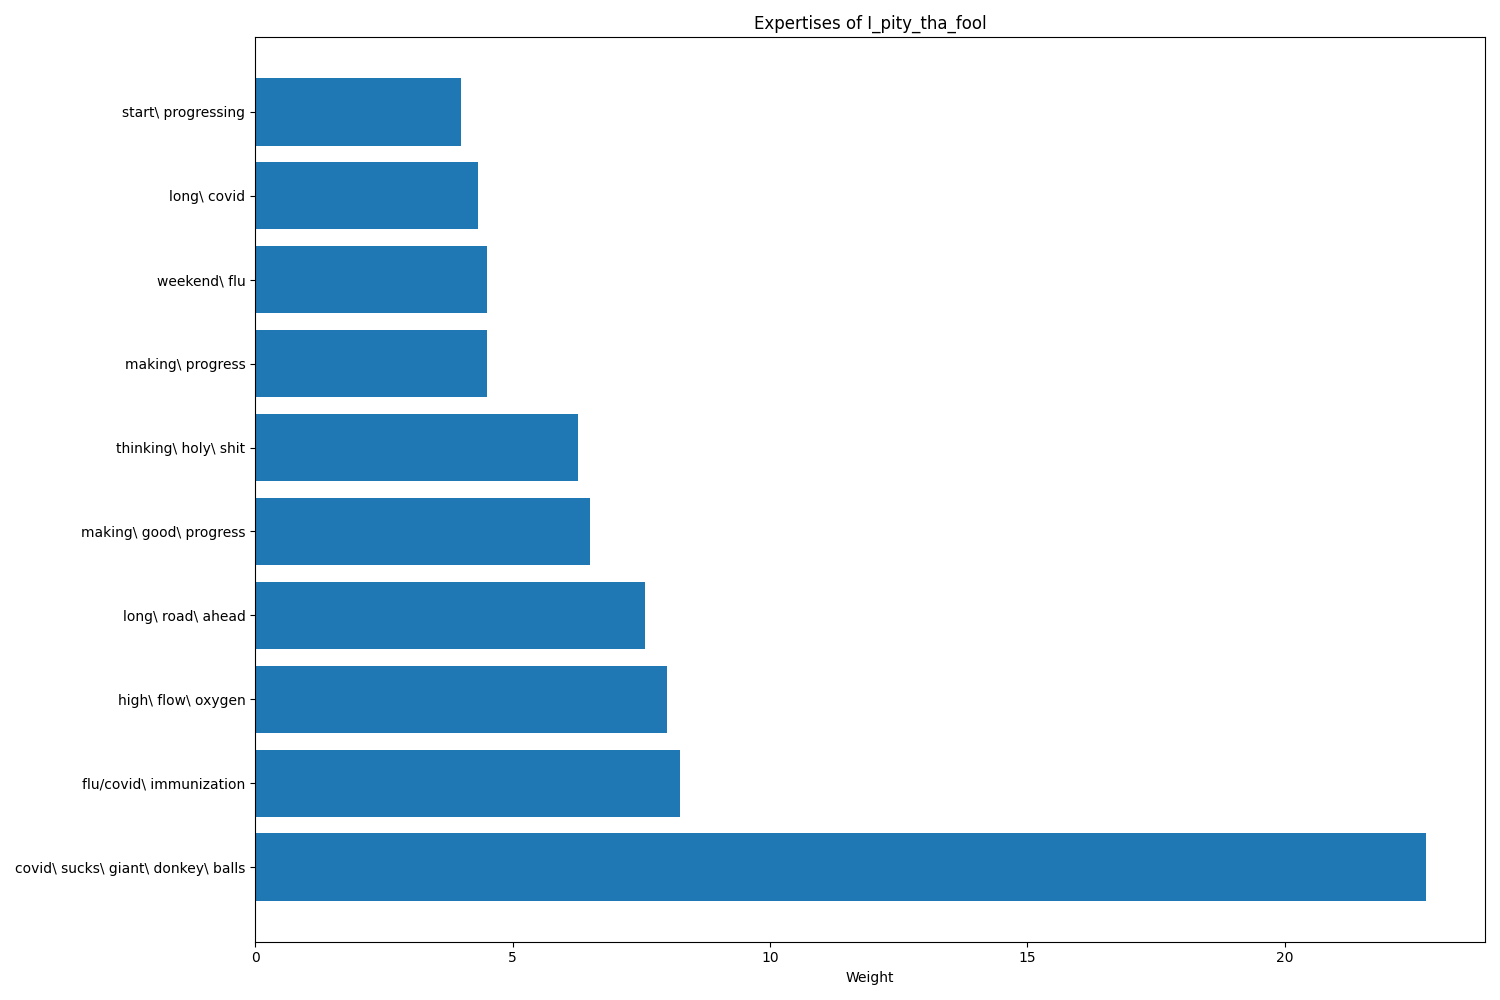 Expertises of I_pity_tha_fool
start\ progressing
long\ covid
weekend\ flu
making\ progress
thinking\ holy\ shit
making\ good\ progress
long\ road\ ahead
high\ flow\ oxygen
flu/covid\ immunization
covid\ sucks\ giant\ donkey\ balls
0 5 10 15 20
Weight